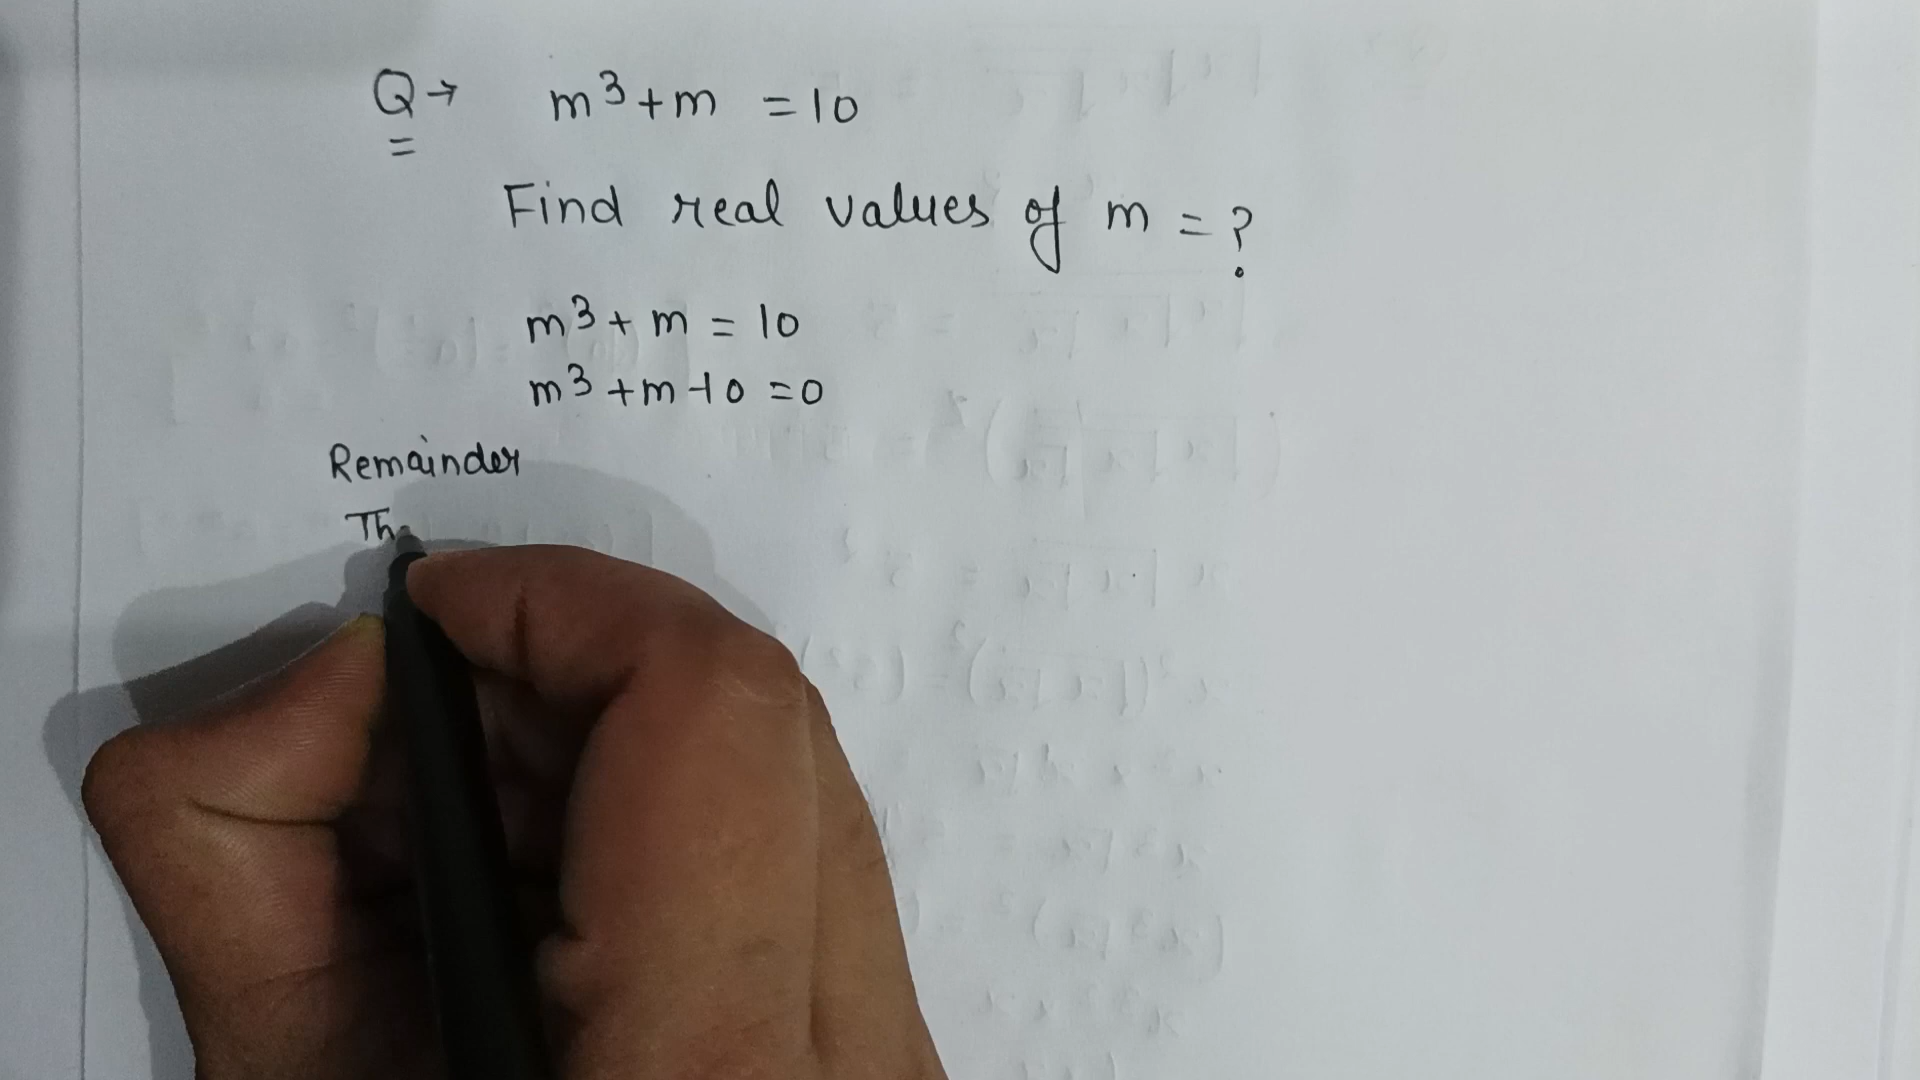 Q→ m³+m =10
Find real values of m =?
m³+ m = 10
m³ +m-10 =0
Remainder
Th